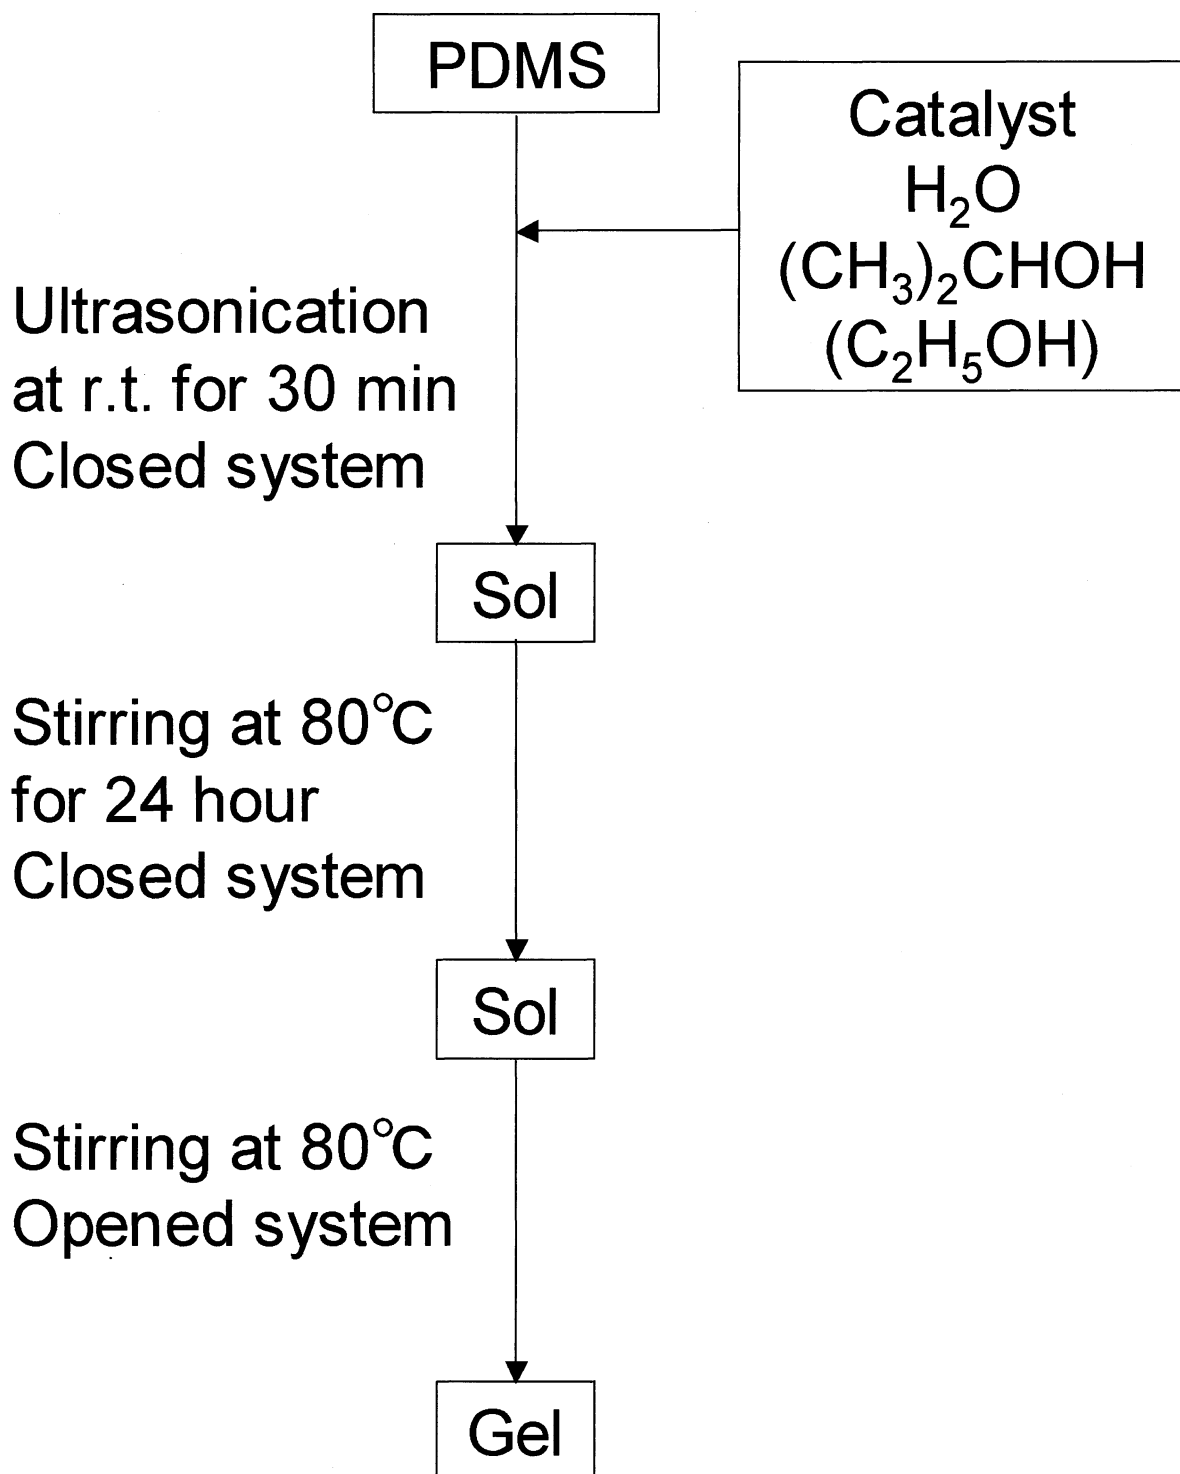 PDMS
Catalyst
H₂O
(CH₃)₂CHOH
(C₂H₅OH)
Ultrasonication
at r.t. for 30 min
Closed system
Sol
Stirring at 80℃
for 24 hour
Closed system
Sol
Stirring at 80℃
Opened system
Gel